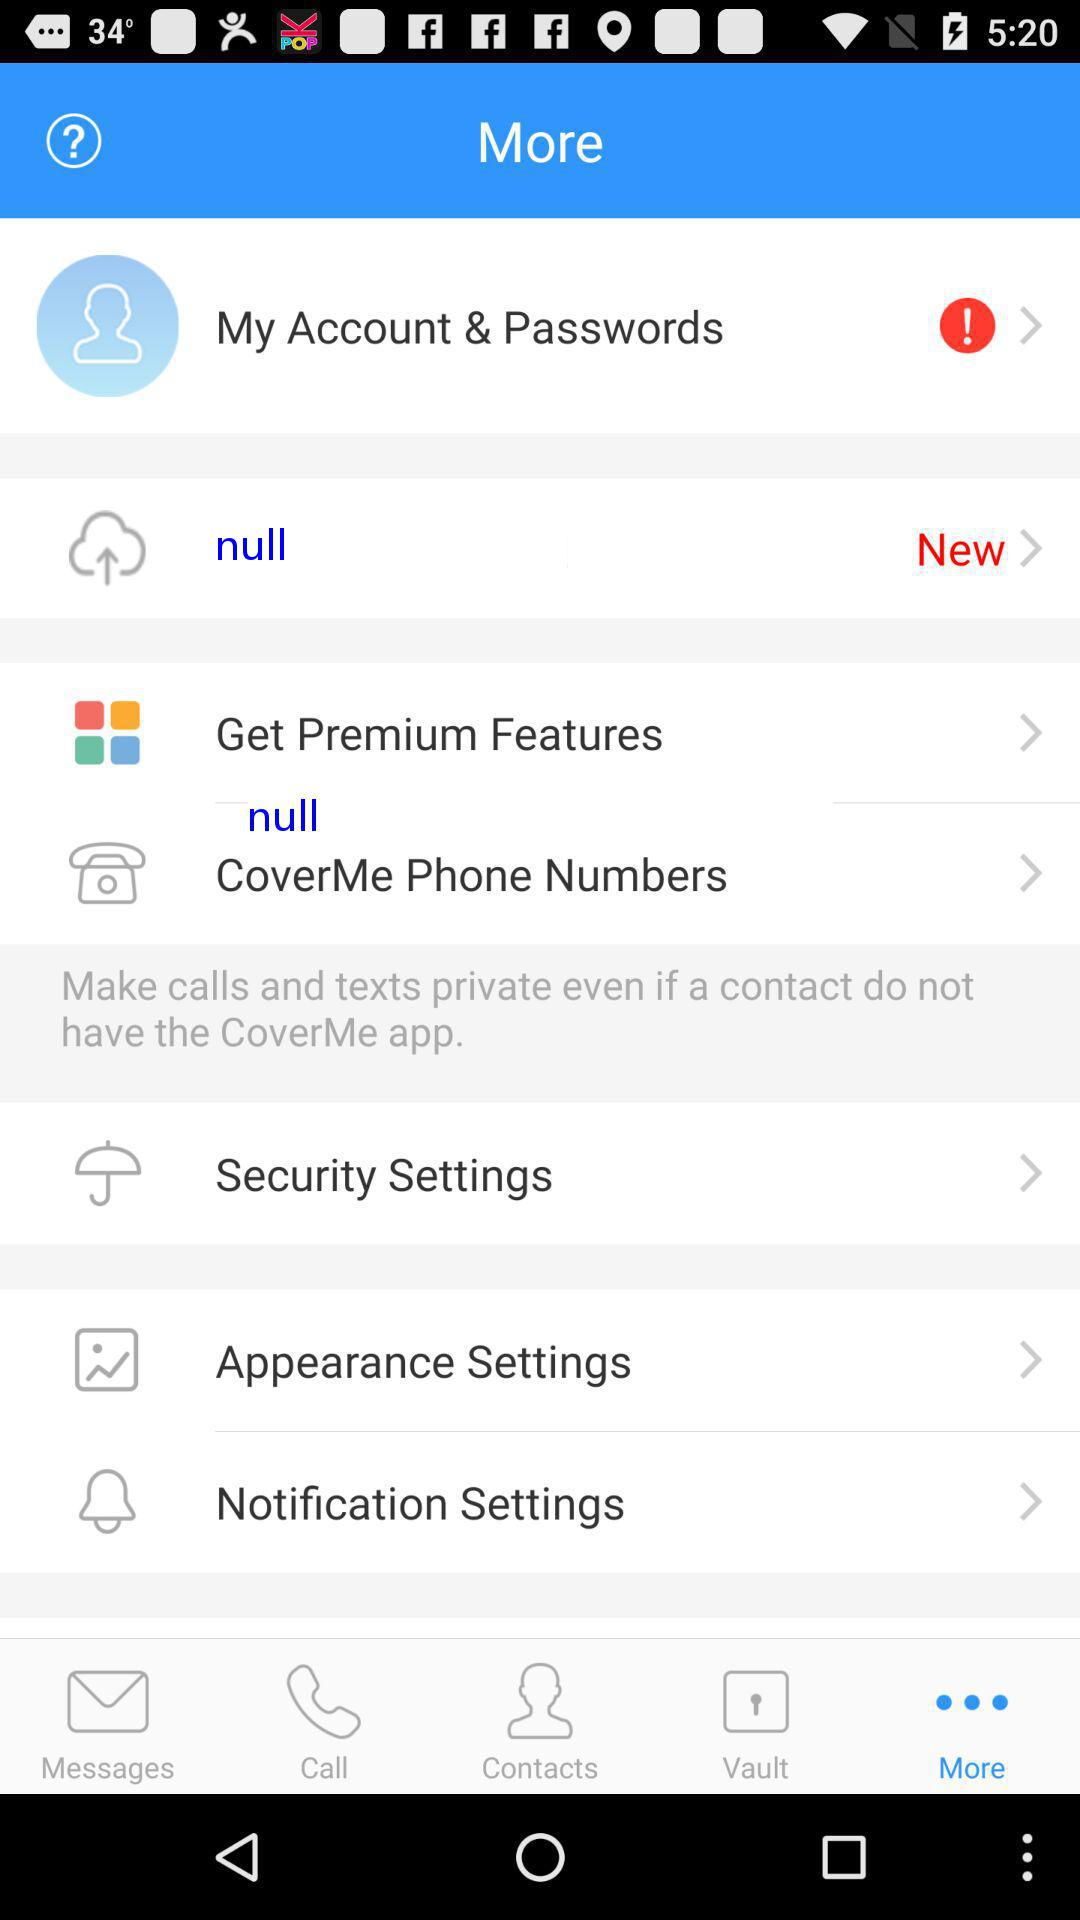 34° POP 5:20
? More
My Account & Passwords !
null New
Get Premium Features
null
CoverMe Phone Numbers
Make calls and texts private even if a contact do not
have the CoverMe app.
Security Settings
Appearance Settings
Notification Settings
Messages Call Contacts Vault More